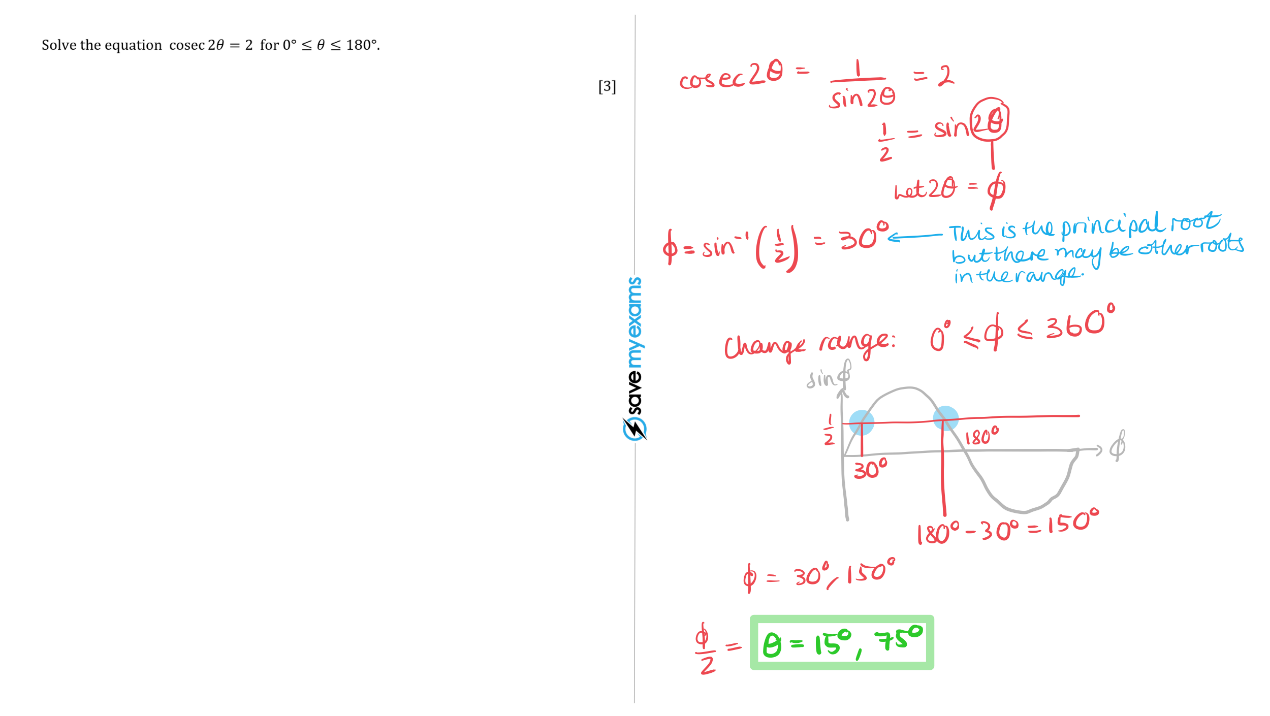 Solve the equation cosec 2θ = 2 for 0° ≤ θ ≤ 180°.
[3]
save my exams
cosec 2θ = 1/sin2θ = 2
1/2 = sin2θ
Let 2θ = ϕ
ϕ = sin⁻¹(1/2) = 30°
This is the principal root
but there may be other roots
in the range.
Change range: 0° ≤ ϕ ≤ 360°
sinϕ
1/2
180°
ϕ
30°
180° - 30° = 150°
ϕ = 30°, 150°
ϕ/2 = θ = 15°, 75°